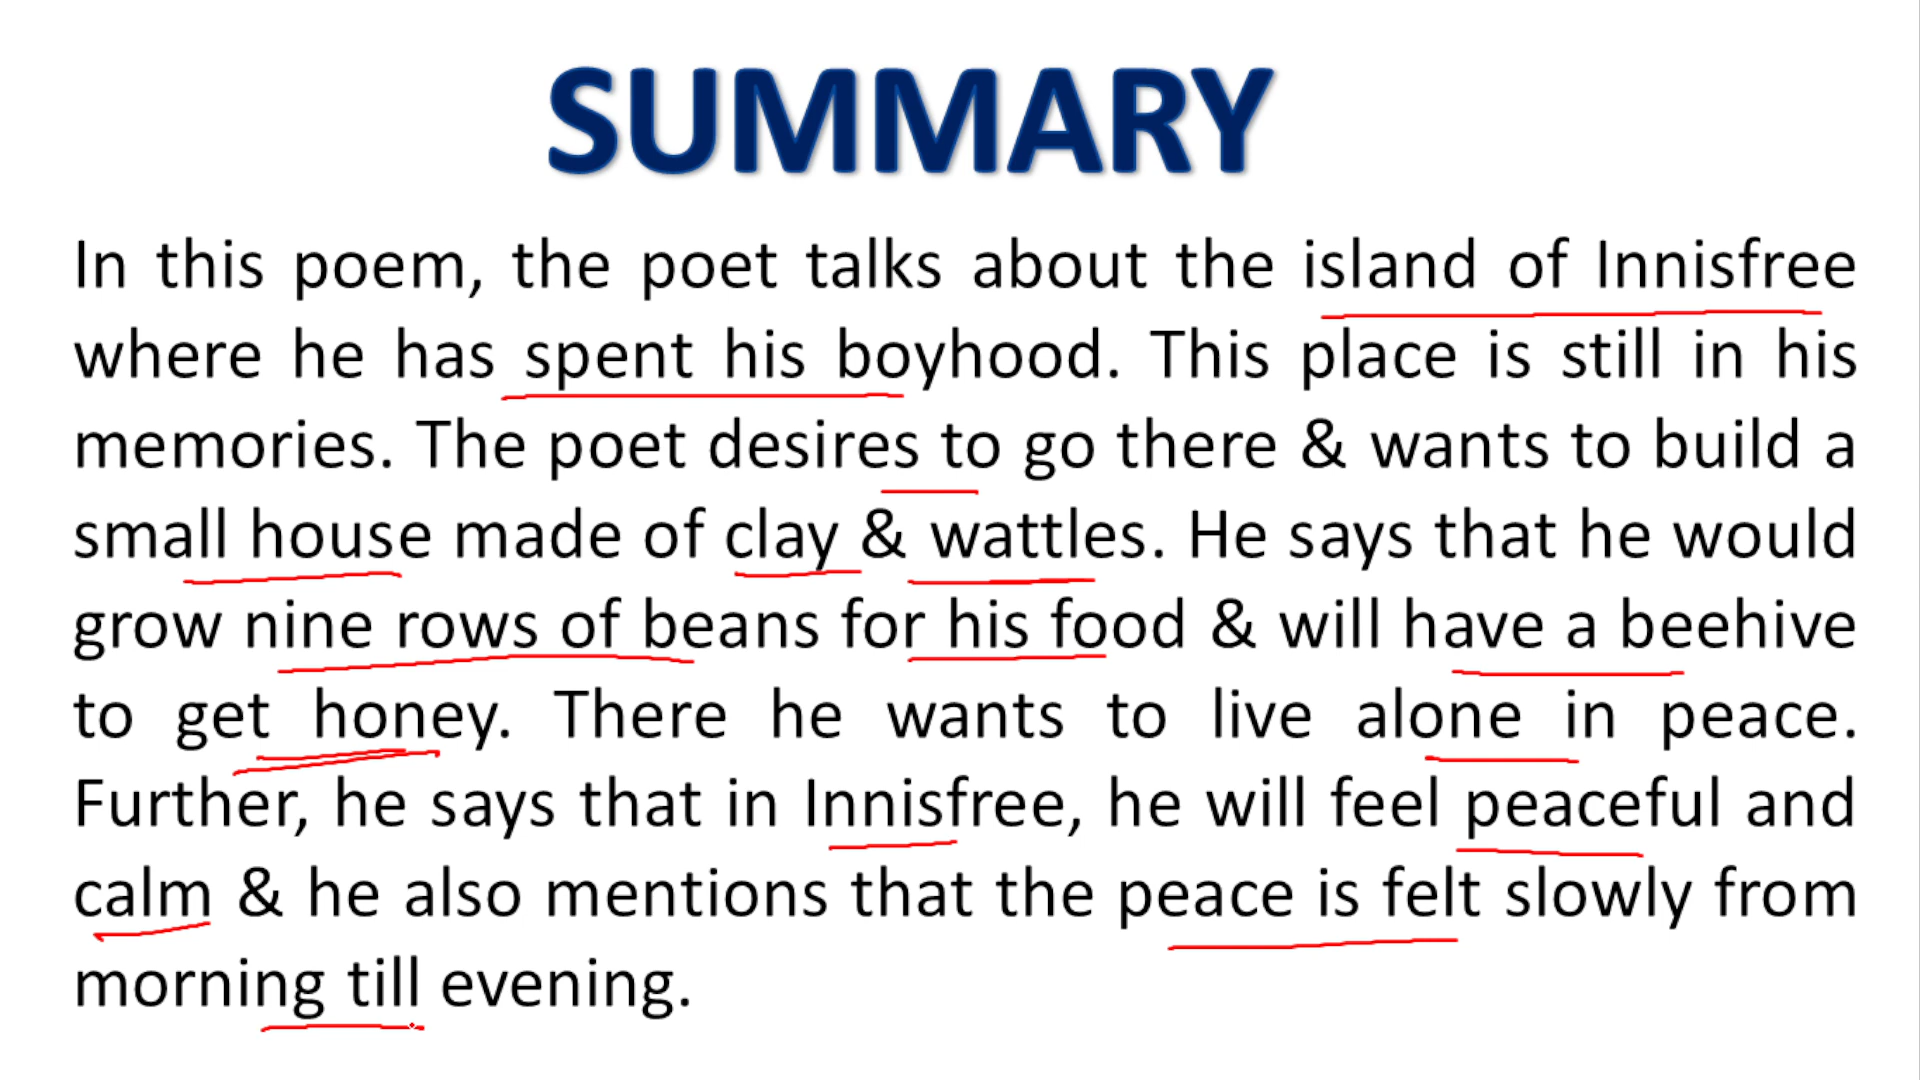 SUMMARY
In this poem, the poet talks about the island of Innisfree
where he has spent his boyhood. This place is still in his
memories. The poet desires to go there & wants to build a
small house made of clay & wattles. He says that he would
grow nine rows of beans for his food & will have a beehive
to get honey. There he wants to live alone in peace.
Further, he says that in Innisfree, he will feel peaceful and
calm & he also mentions that the peace is felt slowly from
morning till evening.